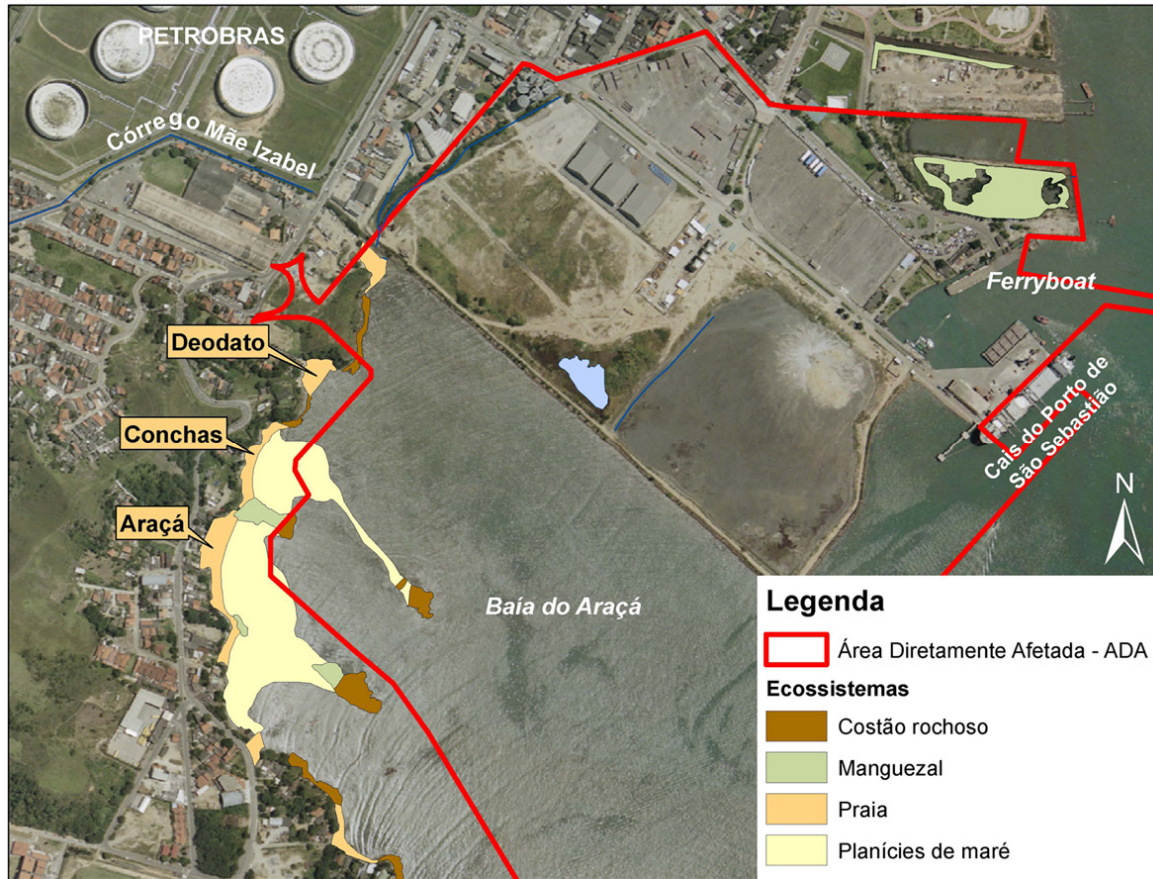 PETROBRAS
Córrego Mãe Izabel
Ferryboat
Deodato
Cais do Porto de
São Sebastião
Conchas
N
Araçá
Baía do Araçá
Legenda
Área Diretamente Afetada - ADA
Ecossistemas
Costão rochoso
Manguezal
Praia
Planícies de maré